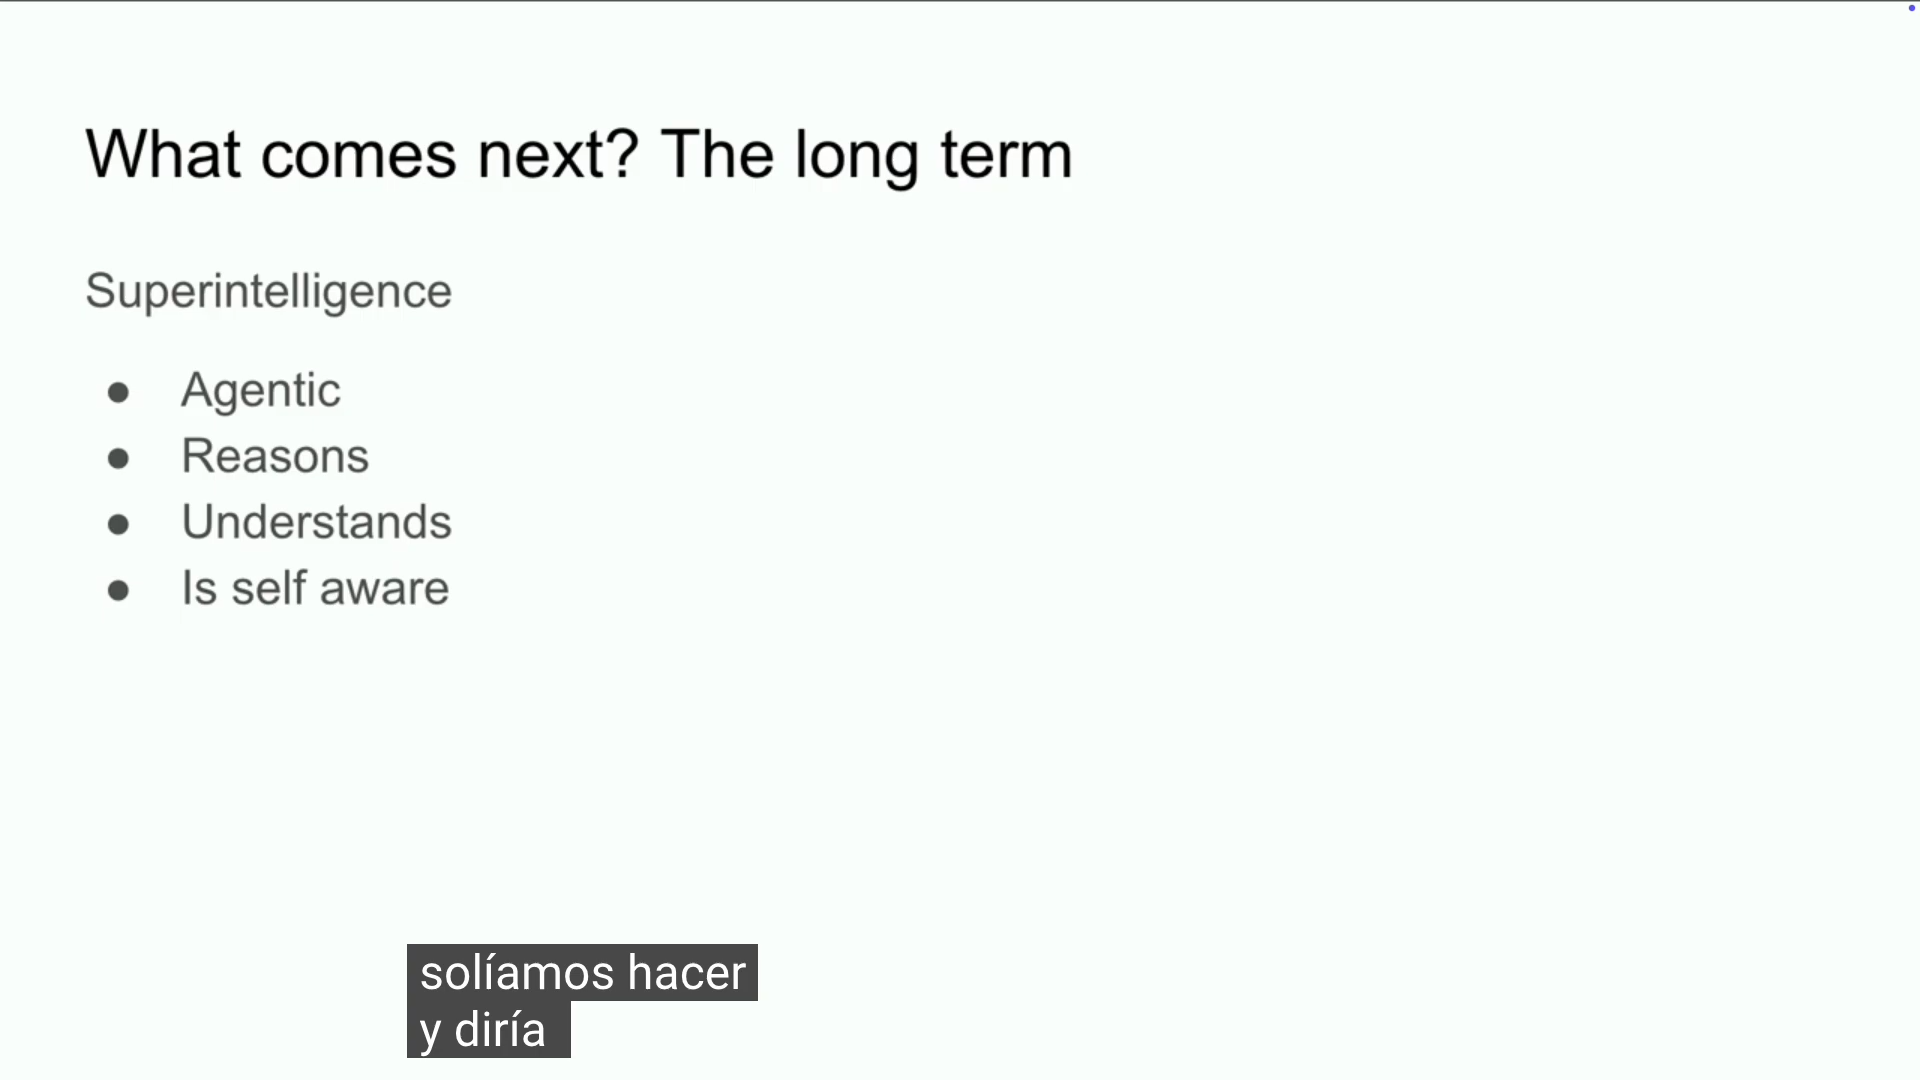 What comes next? The long term
Superintelligence
● Agentic
● Reasons
● Understands
● Is self aware
solíamos hacer
y diría